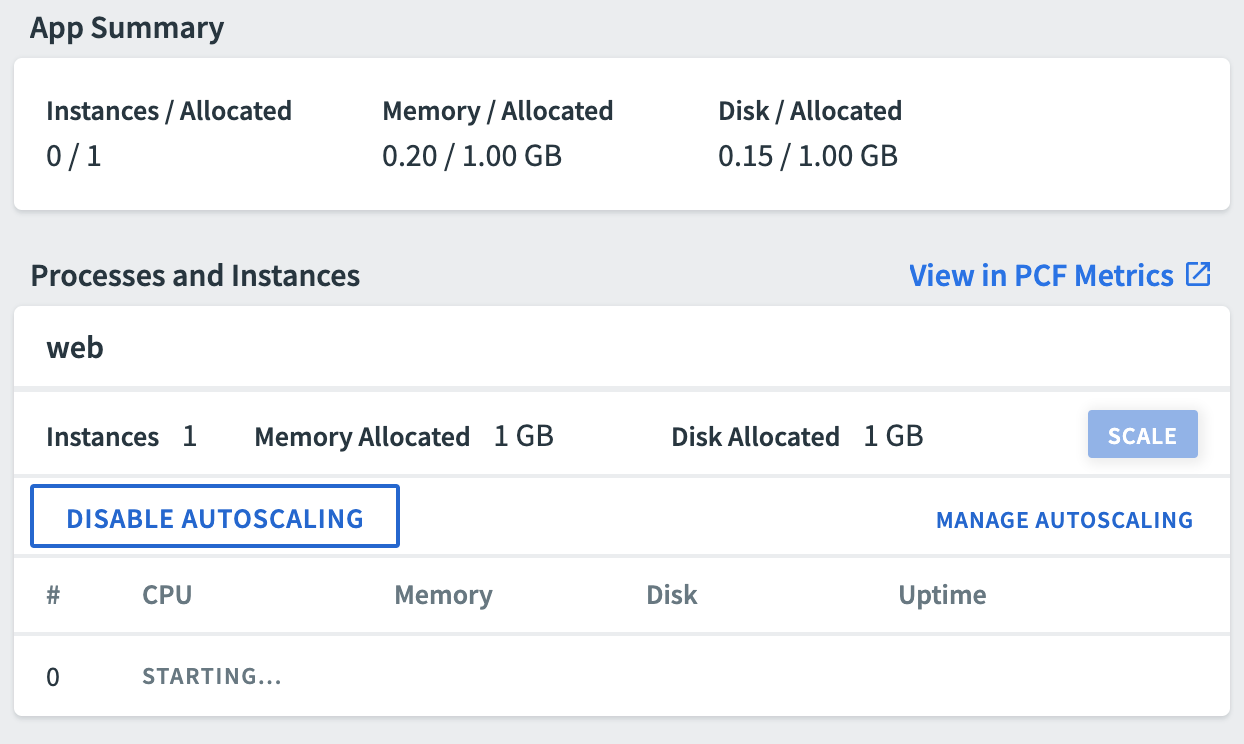 App Summary
Instances / Allocated Memory / Allocated Disk / Allocated
0 / 1 0.20 / 1.00 GB 0.15 / 1.00 GB
Processes and Instances View in PCF Metrics
web
Instances 1 Memory Allocated 1 GB Disk Allocated 1 GB SCALE
DISABLE AUTOSCALING MANAGE AUTOSCALING
# CPU Memory Disk Uptime
0 STARTING...